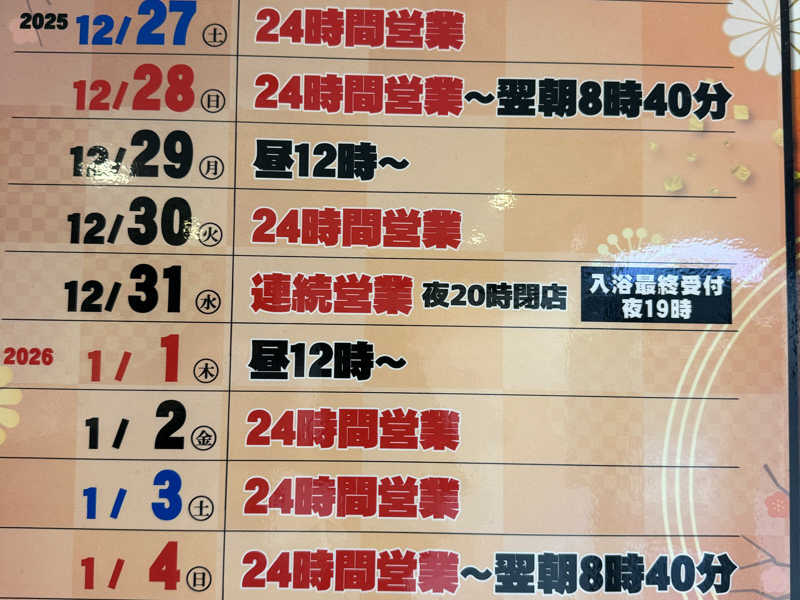 2025 12/27 ㊏ 24時間営業
12/28 ㊐ 24時間営業〜翌朝8時40分
12/29 ㊊ 昼12時〜
12/30 ㊋ 24時間営業
12/31 ㊌ 連続営業 夜20時閉店 入浴最終受付
夜19時
2026 1/1 ㊍ 昼12時〜
1/2 ㊎ 24時間営業
1/3 ㊏ 24時間営業
1/4 ㊐ 24時間営業〜翌朝8時40分